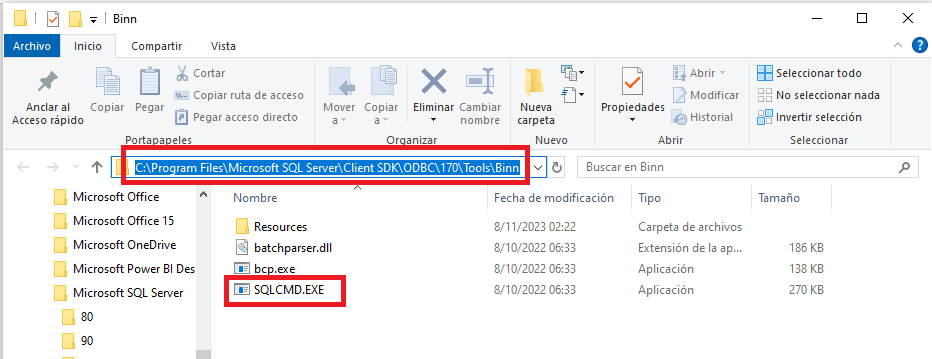 Binn
Archivo Inicio Compartir Vista
Anclar al Acceso rápido
Copiar
Pegar
Cortar
Copiar ruta de acceso
Pegar acceso directo
Portapapeles
Mover a
Copiar a
Eliminar
Cambiar nombre
Organizar
Nueva carpeta
Nuevo
Propiedades
Abrir
Modificar
Historial
Abrir
Seleccionar todo
No seleccionar nada
Invertir selección
Seleccionar
C:\Program Files\Microsoft SQL Server\Client SDK\ODBC\170\Tools\Binn
Buscar en Binn
Microsoft Office
Microsoft Office 15
Microsoft OneDrive
Microsoft Power BI Des
Microsoft SQL Server
80
90
Nombre Fecha de modificación Tipo Tamaño
Resources 8/11/2023 02:22 Carpeta de archivos
batchparser.dll 8/10/2022 06:33 Extensión de la ap... 186 KB
bcp.exe 8/10/2022 06:33 Aplicación 138 KB
SQLCMD.EXE 8/10/2022 06:33 Aplicación 270 KB